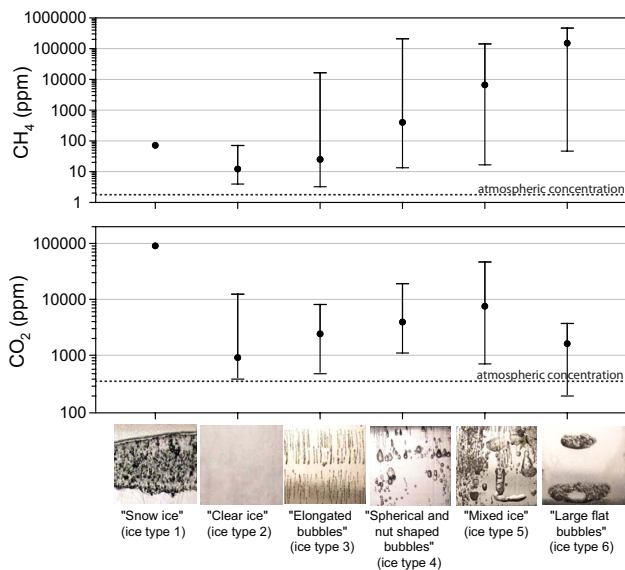 1000000
100000
10000
1000
100
10
1
CH4 (ppm)
atmospheric concentration
100000
10000
1000
100
CO2 (ppm)
atmospheric concentration
"Snow ice"
(ice type 1)
"Clear ice"
(ice type 2)
"Elongated
bubbles"
(ice type 3)
"Spherical and
nut shaped
bubbles"
(ice type 4)
"Mixed ice"
(ice type 5)
"Large flat
bubbles"
(ice type 6)